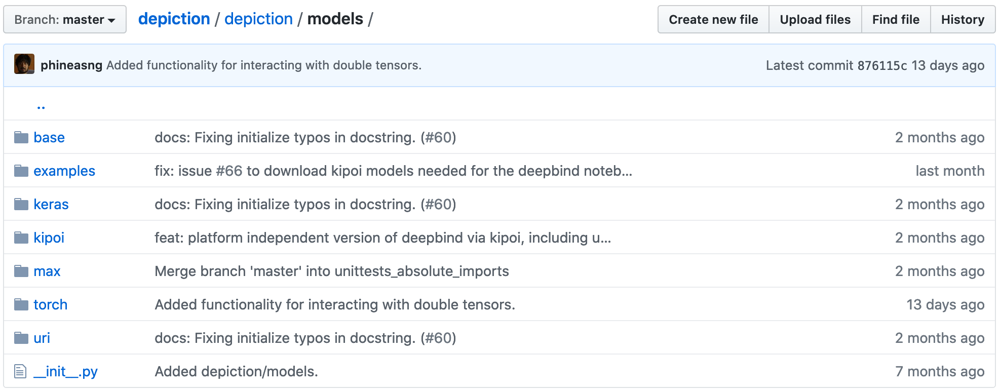 Branch: master depiction / depiction / models / Create new file Upload files Find file History
phineasng Added functionality for interacting with double tensors. Latest commit 876115c 13 days ago
..
base docs: Fixing initialize typos in docstring. (#60) 2 months ago
examples fix: issue #66 to download kipoi models needed for the deepbind noteb... last month
keras docs: Fixing initialize typos in docstring. (#60) 2 months ago
kipoi feat: platform independent version of deepbind via kipoi, including u... 2 months ago
max Merge branch 'master' into unittests_absolute_imports 2 months ago
torch Added functionality for interacting with double tensors. 13 days ago
uri docs: Fixing initialize typos in docstring. (#60) 2 months ago
__init__.py Added depiction/models. 7 months ago